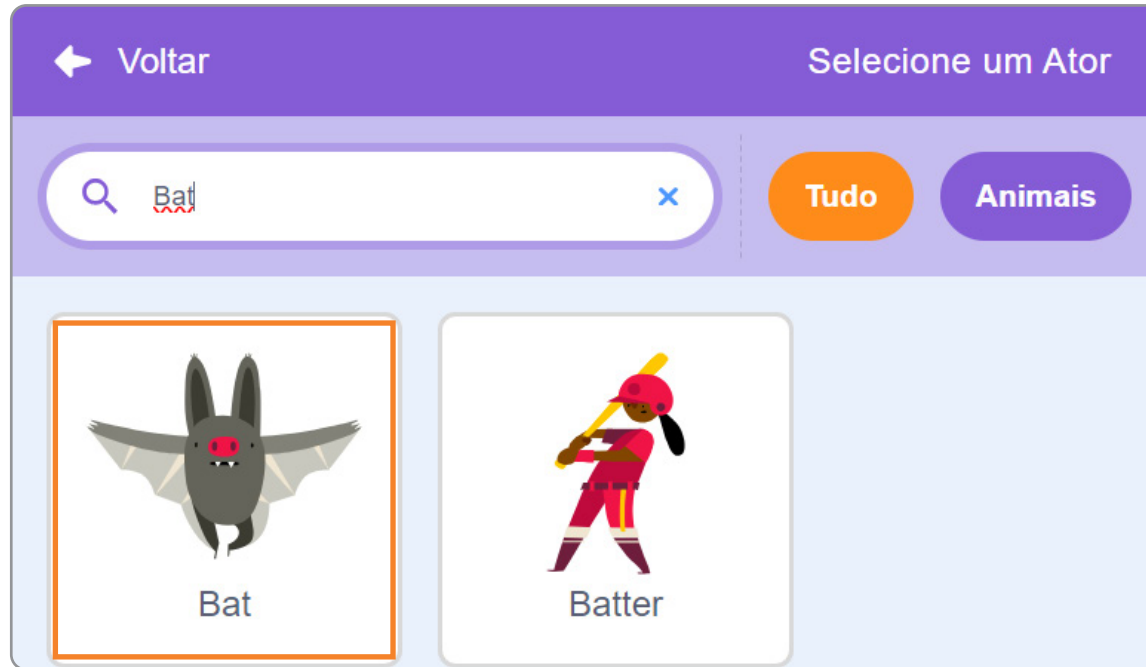 Voltar
Selecione um Ator
Bat
Tudo
Animais
Bat
Batter